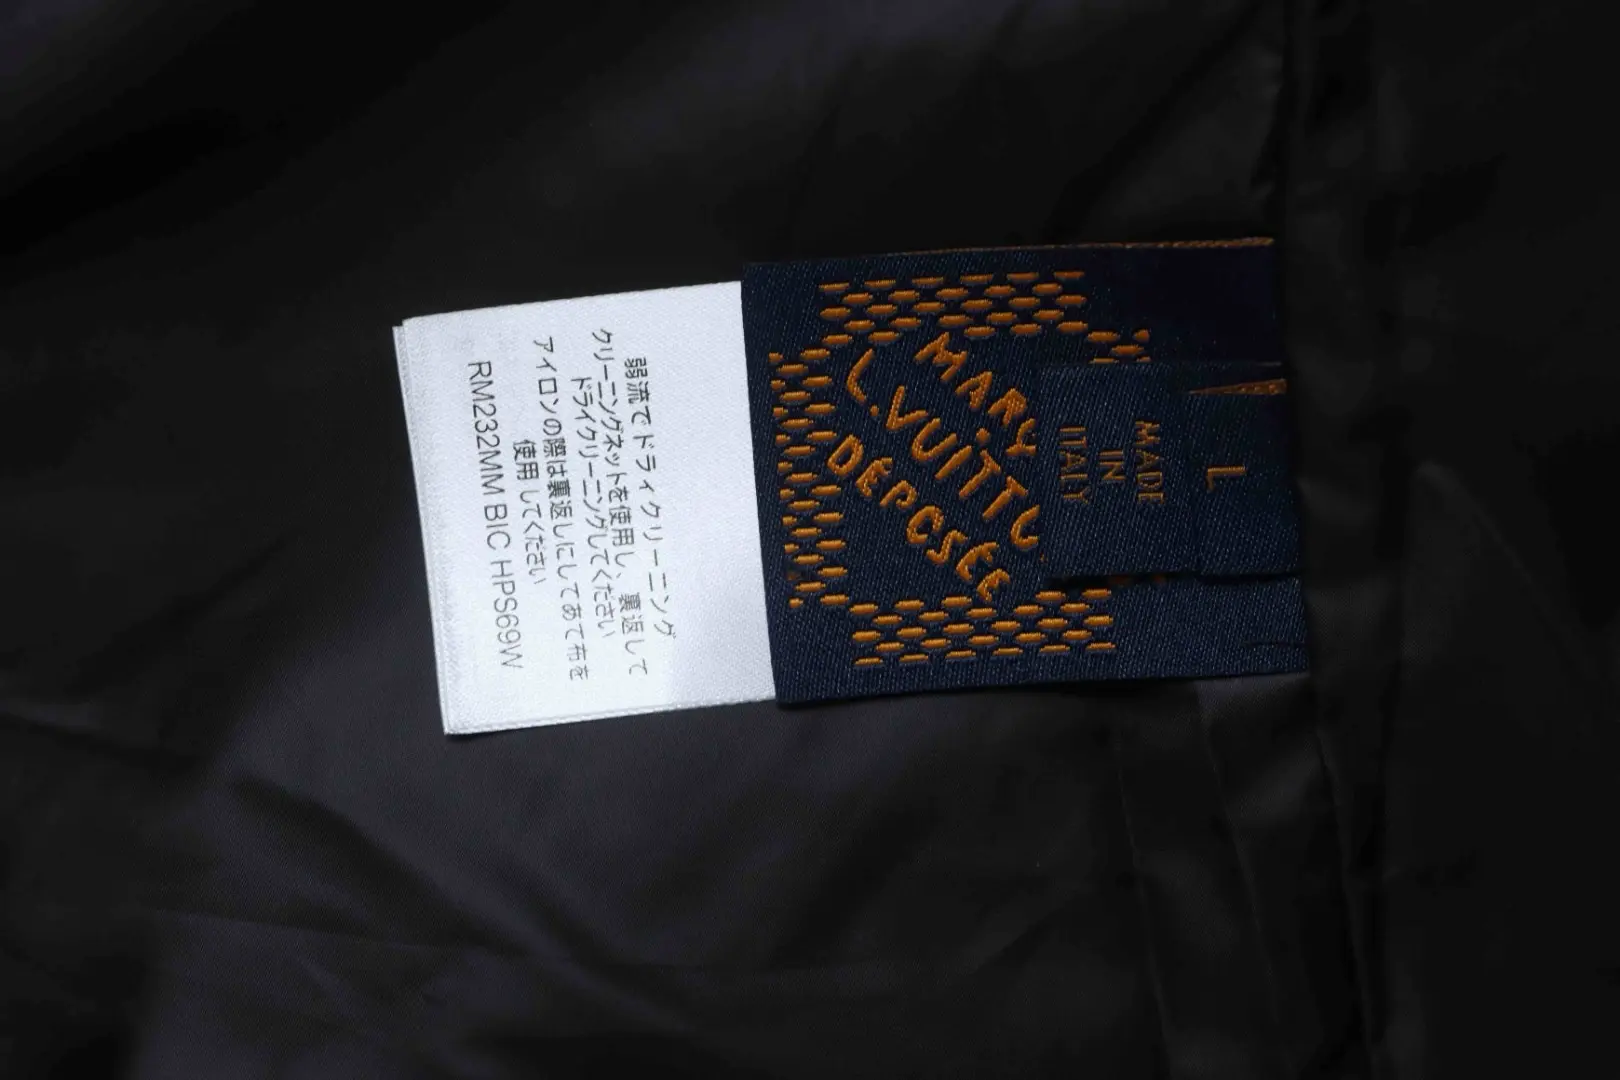 弱流でドライクリーニング
クリーニングネットを使用し、裏返して
ドライクリーニングしてください
アイロンの際は裏返しにしてあて布を
使用してください
RM232MM BIC HPS69W
L
MADE
IN
ITALY
MARQ
L.VUITTO
DÉPOSÉE